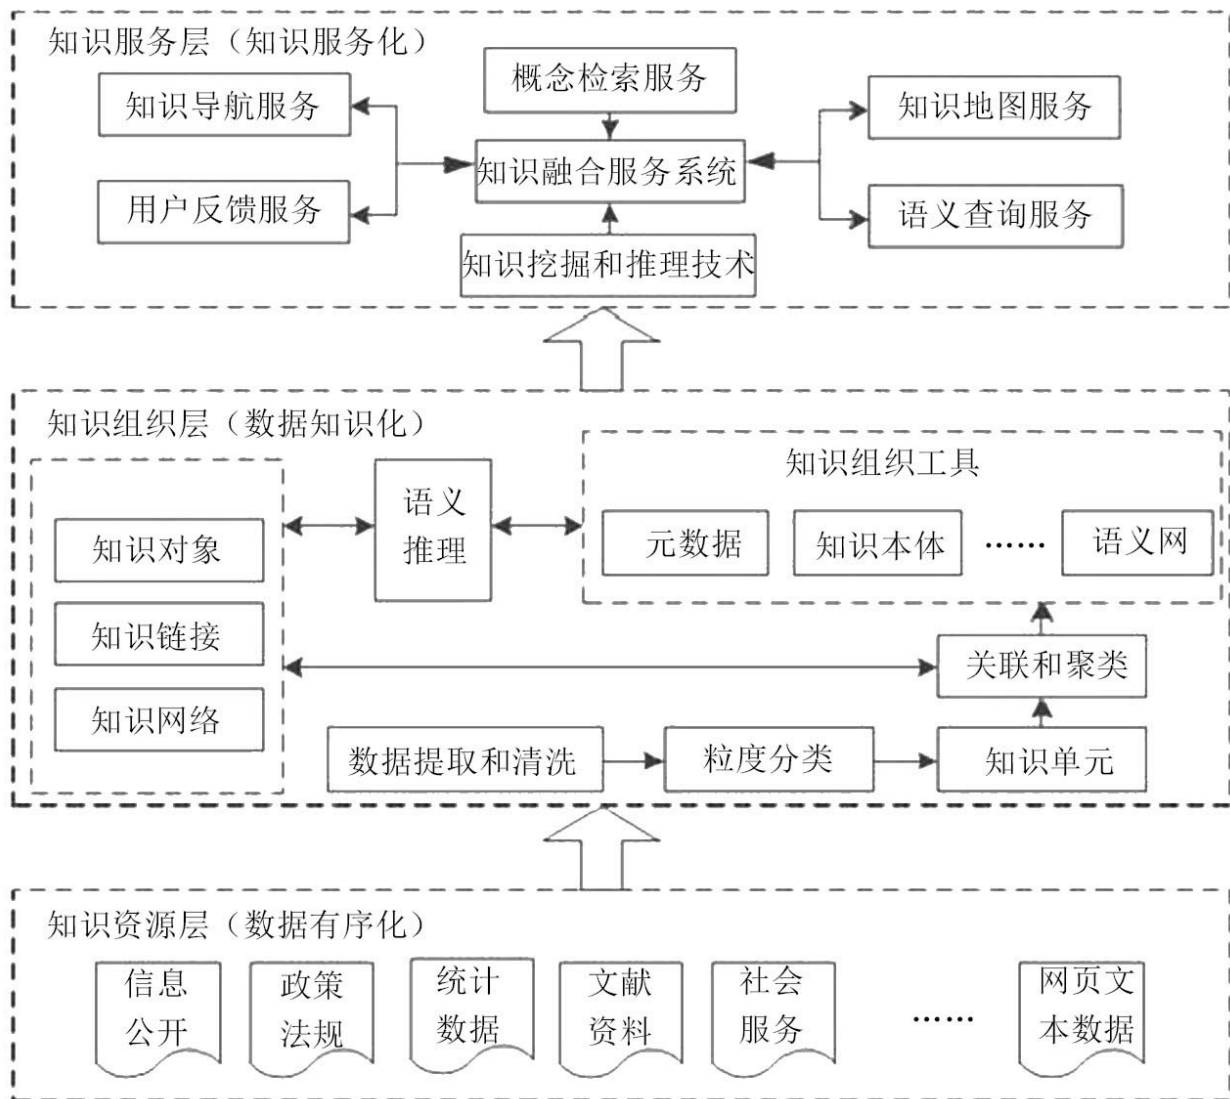 知识服务层（知识服务化）
概念检索服务
知识导航服务
知识地图服务
知识融合服务系统
用户反馈服务
语义查询服务
知识挖掘和推理技术
知识组织层（数据知识化）
知识组织工具
语义
推理
元数据
知识本体
……
语义网
知识对象
知识链接
知识网络
关联和聚类
数据提取和清洗
粒度分类
知识单元
知识资源层（数据有序化）
信息
公开
政策
法规
统计
数据
文献
资料
社会
服务
……
网页文
本数据